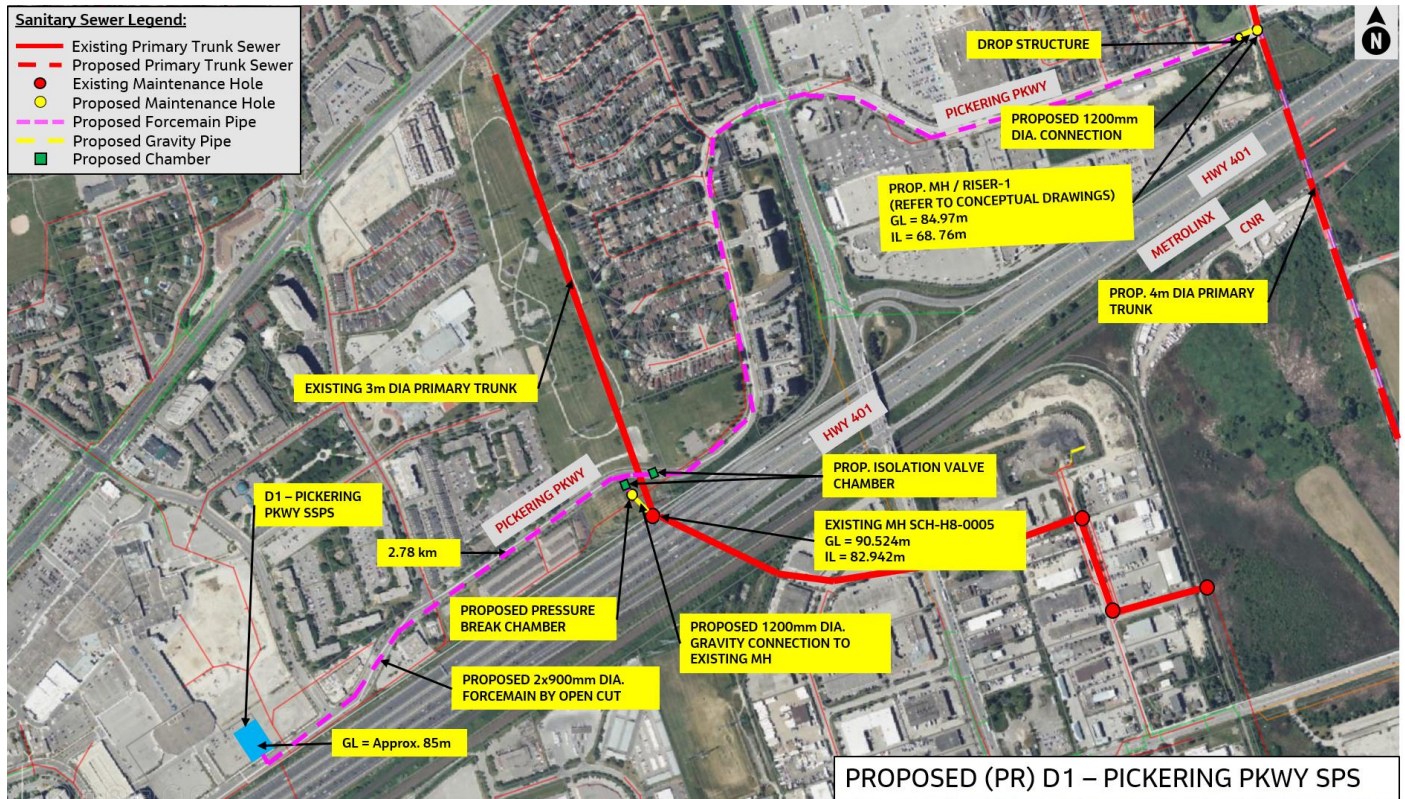 Sanitary Sewer Legend:
Existing Primary Trunk Sewer
Proposed Primary Trunk Sewer
Existing Maintenance Hole
Proposed Maintenance Hole
Proposed Forcemain Pipe
Proposed Gravity Pipe
Proposed Chamber
N
DROP STRUCTURE
PICKERING PKWY
PROPOSED 1200mm
DIA. CONNECTION
HWY 401
PROP. MH / RISER-1
(REFER TO CONCEPTUAL DRAWINGS)
GL = 84.97m
IL = 68. 76m
METROLINX
CNR
PROP. 4m DIA PRIMARY
TRUNK
EXISTING 3m DIA PRIMARY TRUNK
HWY 401
PROP. ISOLATION VALVE
CHAMBER
D1 – PICKERING
PKWY SSPS
PICKERING PKWY
EXISTING MH SCH-H8-0005
GL = 90.524m
IL = 82.942m
2.78 km
PROPOSED PRESSURE
BREAK CHAMBER
PROPOSED 1200mm DIA.
GRAVITY CONNECTION TO
EXISTING MH
PROPOSED 2x900mm DIA.
FORCEMAIN BY OPEN CUT
GL = Approx. 85m
PROPOSED (PR) D1 – PICKERING PKWY SPS